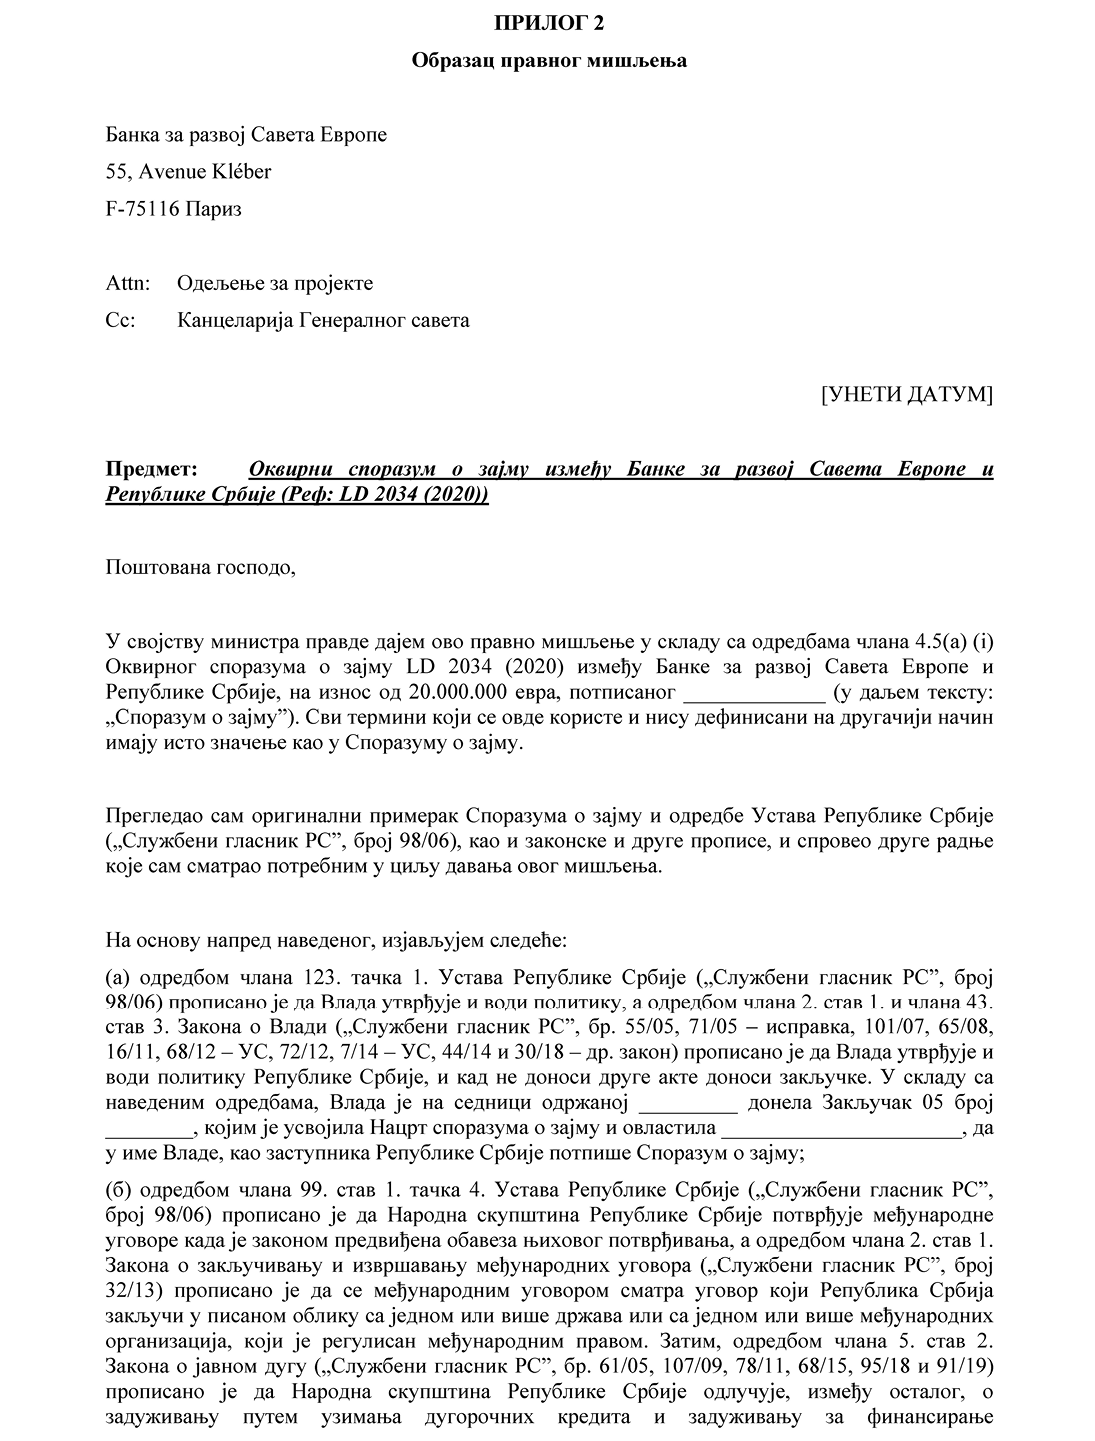 ПРИЛОГ 2
Образац правног мишљења
Банка за развој Савета Европе
55, Avenue Kléber
F-75116 Париз
Attn: Одељење за пројекте
Cc: Канцеларија Генералног савета
[УНЕТИ ДАТУМ]
Предмет: Оквирни споразум о зајму између Банке за развој Савета Европе и
Републике Србије (Реф: LD 2034 (2020))
Поштована господо,
У својству министра правде дајем ово правно мишљење у складу са одредбама члана 4.5(а) (i)
Оквирног споразума о зајму LD 2034 (2020) између Банке за развој Савета Европе и
Републике Србије, на износ од 20.000.000 евра, потписаног _____________ (у даљем тексту:
„Споразум о зајму”). Сви термини који се овде користе и нису дефинисани на другачији начин
имају исто значење као у Споразуму о зајму.
Прегледао сам оригинални примерак Споразума о зајму и одредбе Устава Републике Србије
(„Службени гласник РС”, број 98/06), као и законске и друге прописе, и спровео друге радње
које сам сматрао потребним у циљу давања овог мишљења.
На основу напред наведеног, изјављујем следеће:
(а) одредбом члана 123. тачка 1. Устава Републике Србије („Службени гласник РС”, број
98/06) прописано је да Влада утврђује и води политику, а одредбом члана 2. став 1. и члана 43.
став 3. Закона о Влади („Службени гласник РС”, бр. 55/05, 71/05 – исправка, 101/07, 65/08,
16/11, 68/12 – УС, 72/12, 7/14 – УС, 44/14 и 30/18 – др. закон) прописано је да Влада утврђује и
води политику Републике Србије, и кад не доноси друге акте доноси закључке. У складу са
наведеним одредбама, Влада је на седници одржаној _________ донела Закључак 05 број
________, којим је усвојила Нацрт споразума о зајму и овластила ______________________, да
у име Владе, као заступника Републике Србије потпише Споразум о зајму;
(б) одредбом члана 99. став 1. тачка 4. Устава Републике Србије („Службени гласник РС”,
број 98/06) прописано је да Народна скупштина Републике Србије потврђује међународне
уговоре када је законом предвиђена обавеза њиховог потврђивања, а одредбом члана 2. став 1.
Закона о закључивању и извршавању међународних уговора („Службени гласник РС”, број
32/13) прописано је да се међународним уговором сматра уговор који Република Србија
закључи у писаном облику са једном или више држава или са једном или више међународних
организација, који је регулисан међународним правом. Затим, одредбом члана 5. став 2.
Закона о јавном дугу („Службени гласник РС”, бр. 61/05, 107/09, 78/11, 68/15, 95/18 и 91/19)
прописано је да Народна скупштина Републике Србије одлучује, између осталог, о
задуживању путем узимања дугорочних кредита и задуживању за финансирање